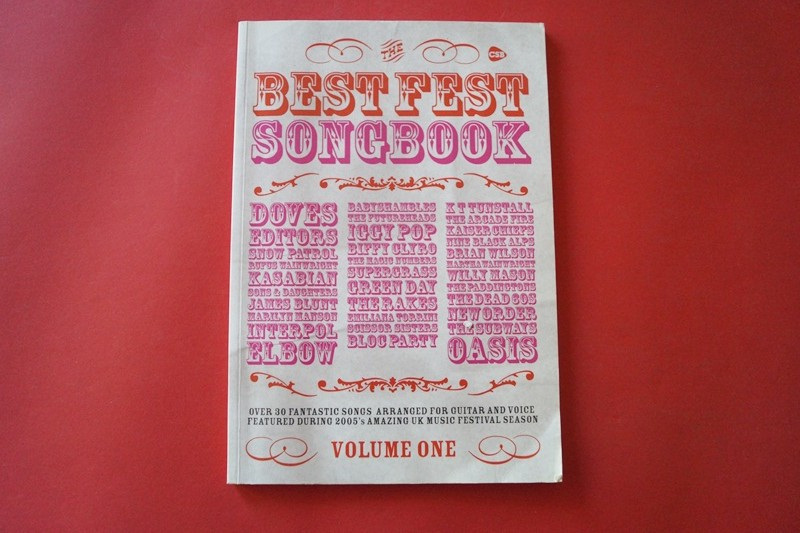 THE
CSB
BEST FEST
SONGBOOK
DOVES
EDITORS
SNOW PATROL
RUFUS WAINWRIGHT
KASABIAN
SONS & DAUGHTERS
JAMES BLUNT
MARILYN MANSON
INTERPOL
ELBOW
BABYSHAMBLES
THE FUTUREHEADS
IGGY POP
BIFFY CLYRO
THE MAGIC NUMBERS
SUPERGRASS
GREEN DAY
THE RAKES
EMILIANA TORRINI
SCISSOR SISTERS
BLOC PARTY
K T TUNSTALL
THE ARCADE FIRE
KAISER CHIEFS
NINE BLACK ALPS
BRIAN WILSON
MARTHA WAINWRIGHT
WILLY MASON
THE PADDINGTONS
THE DEAD 60S
NEW ORDER
THE SUBWAYS
OASIS
OVER 30 FANTASTIC SONGS ARRANGED FOR GUITAR AND VOICE
FEATURED DURING 2005's AMAZING UK MUSIC FESTIVAL SEASON
VOLUME ONE